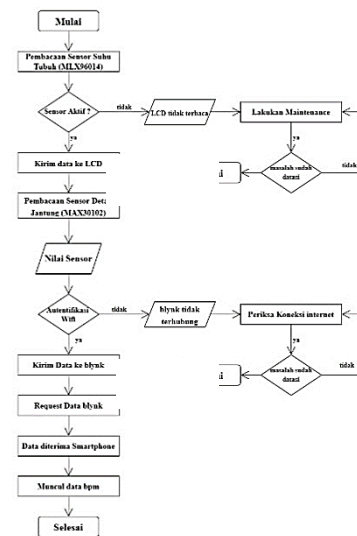 Mulai
Pembacaan Sensor Suhu
Tubuh (MLX96014)
Sensor Aktif ?
tidak
LCD tidak terbaca
Lakukan Maintenance
ya
ya
masalah sudah
datasi
tidak
Kirim data ke LCD
Pembacaan Sensor Deta
Jantung (MAX30102)
Nilai Sensor
Autentifikasi
Wifi
tidak
blynk tidak
terhubung
Periksa Koneksi internet
ya
ya
masalah sudah
datasi
tidak
Kirim Data ke blynk
Request Data blynk
Data diterima Smartphone
Muncul data bpm
Selesai